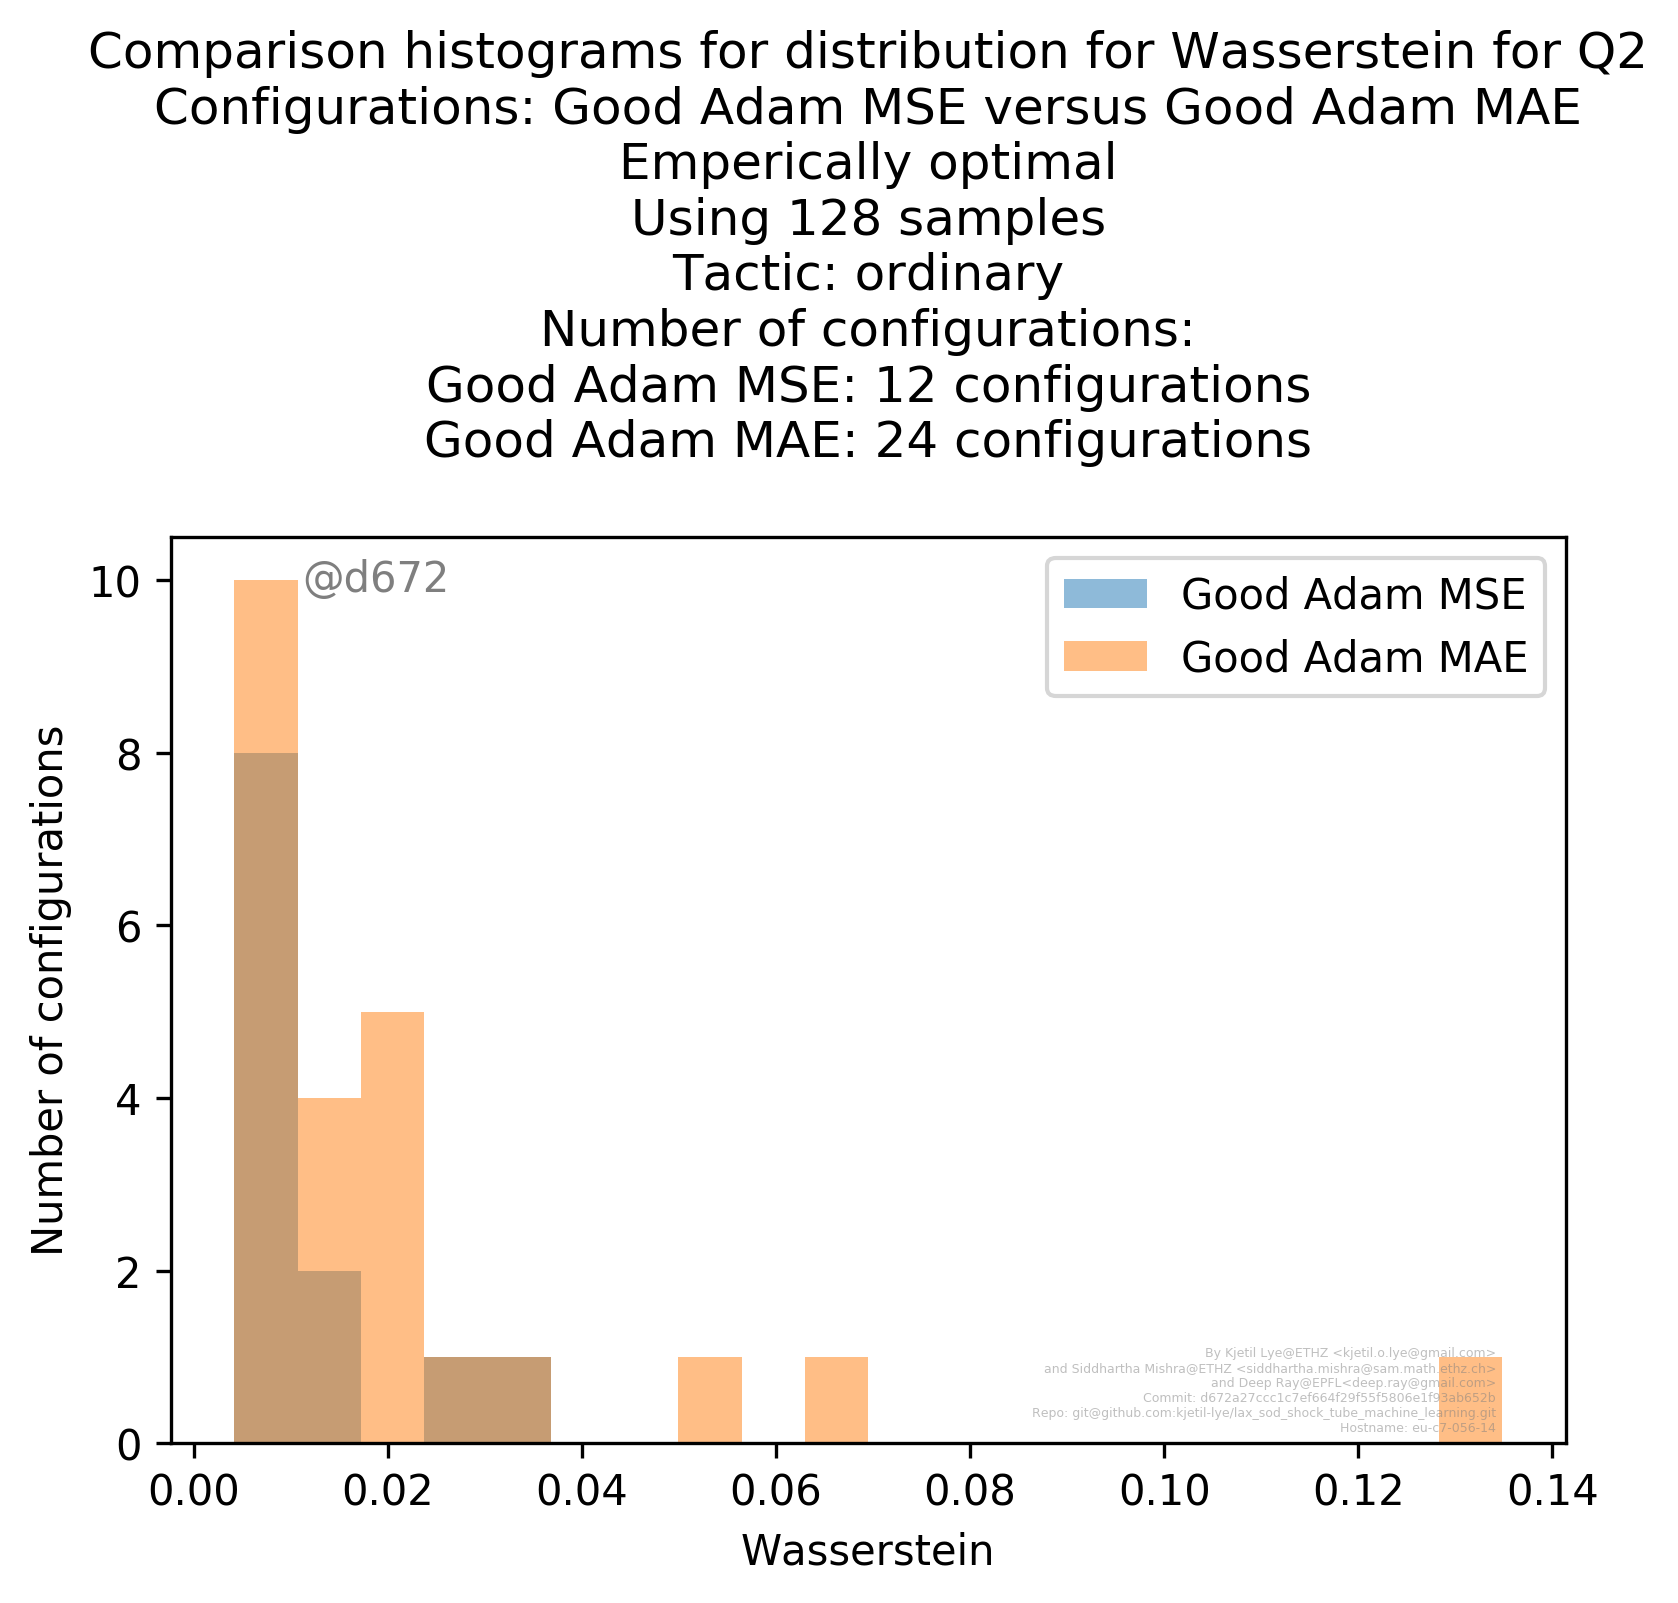 Comparison histograms for distribution for Wasserstein for Q2
Configurations: Good Adam MSE versus Good Adam MAE
Emperically optimal
Using 128 samples
Tactic: ordinary
Number of configurations:
Good Adam MSE: 12 configurations
Good Adam MAE: 24 configurations
@d672
Good Adam MSE
Good Adam MAE
10
8
6
4
2
0
Number of configurations
By Kjetil Lye@ETHZ <kjetil.o.lye@gmail.com>
and Siddhartha Mishra@ETHZ <siddhartha.mishra@sam.math.ethz.ch>
and Deep Ray@EPFL<deep.ray@gmail.com>
Commit: d672a27ccc1c7ef664f29f55f5806e1f93ab652b
Repo: git@github.com:kjetil-lye/lax_sod_shock_tube_machine_learning.git
Hostname: eu-c7-056-14
0.00 0.02 0.04 0.06 0.08 0.10 0.12 0.14
Wasserstein